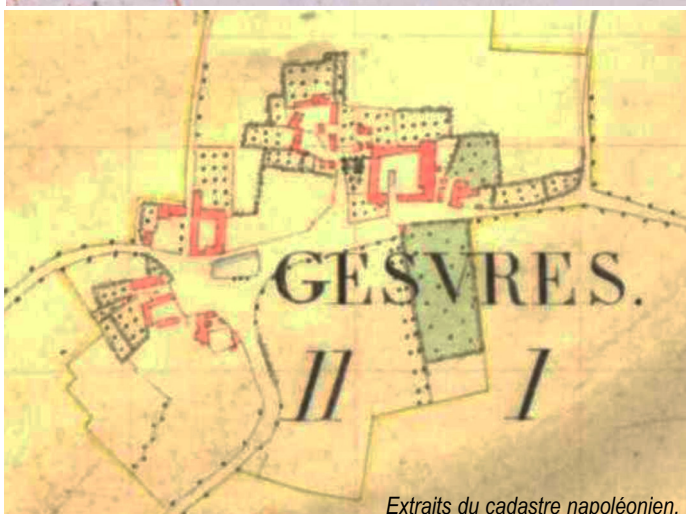 GESVRES.
II I
Extraits du cadastre napoléonien.